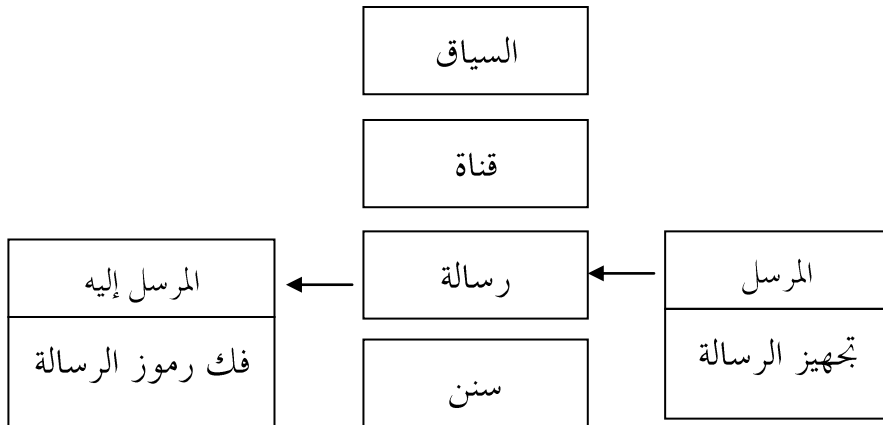 السياق
قناة
المرسل
رسالة
المرسل إليه
تجهيز الرسالة
فك رموز الرسالة
سنن